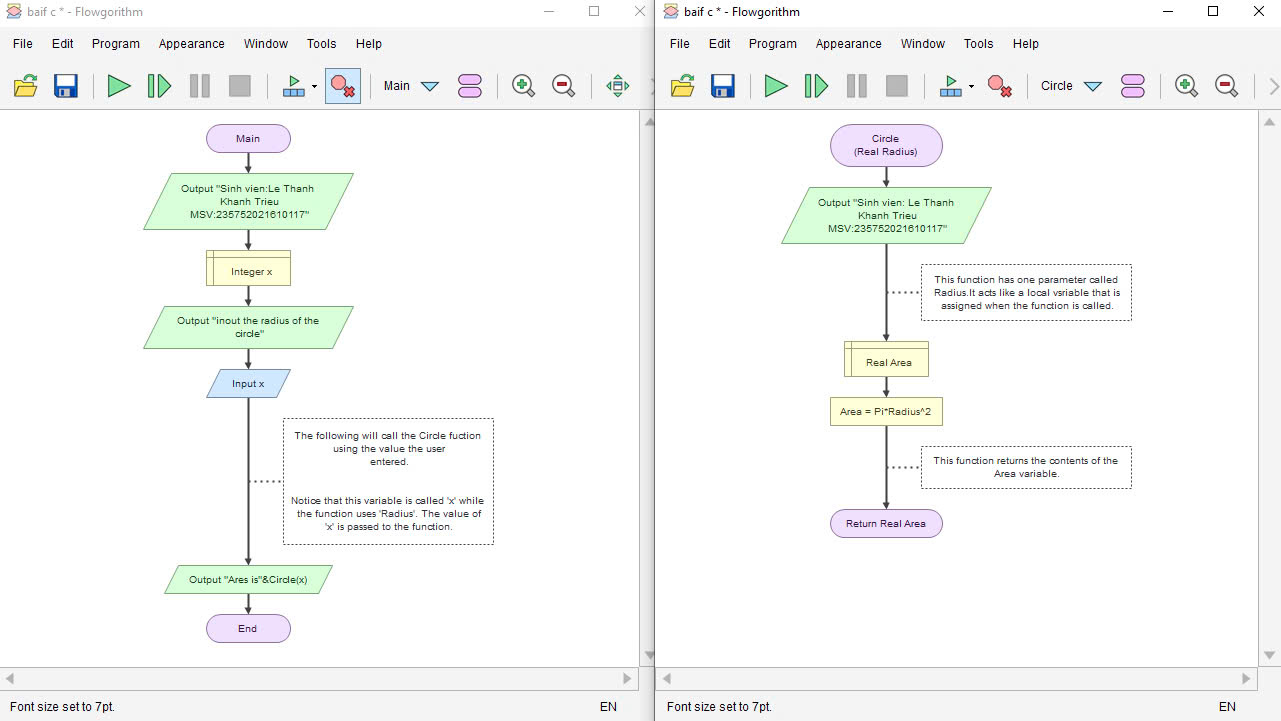 baif c * - Flowgorithm
File Edit Program Appearance Window Tools Help
Main
Main
Output "Sinh vien:Le Thanh
Khanh Trieu
MSV:235752021610117"
Integer x
Output "inout the radius of the
circle"
Input x
The following will call the Circle fuction
using the value the user
entered.
Notice that this variable is called 'x' while
the function uses 'Radius'. The value of
'x' is passed to the function.
Output "Ares is"&Circle(x)
End
Font size set to 7pt.
EN
baif c * - Flowgorithm
File Edit Program Appearance Window Tools Help
Circle
Circle
(Real Radius)
Output "Sinh vien: Le Thanh
Khanh Trieu
MSV:235752021610117"
This function has one parameter called
Radius.It acts like a local vsriable that is
assigned when the function is called.
Real Area
Area = Pi*Radius^2
This function returns the contents of the
Area variable.
Return Real Area
Font size set to 7pt.
EN